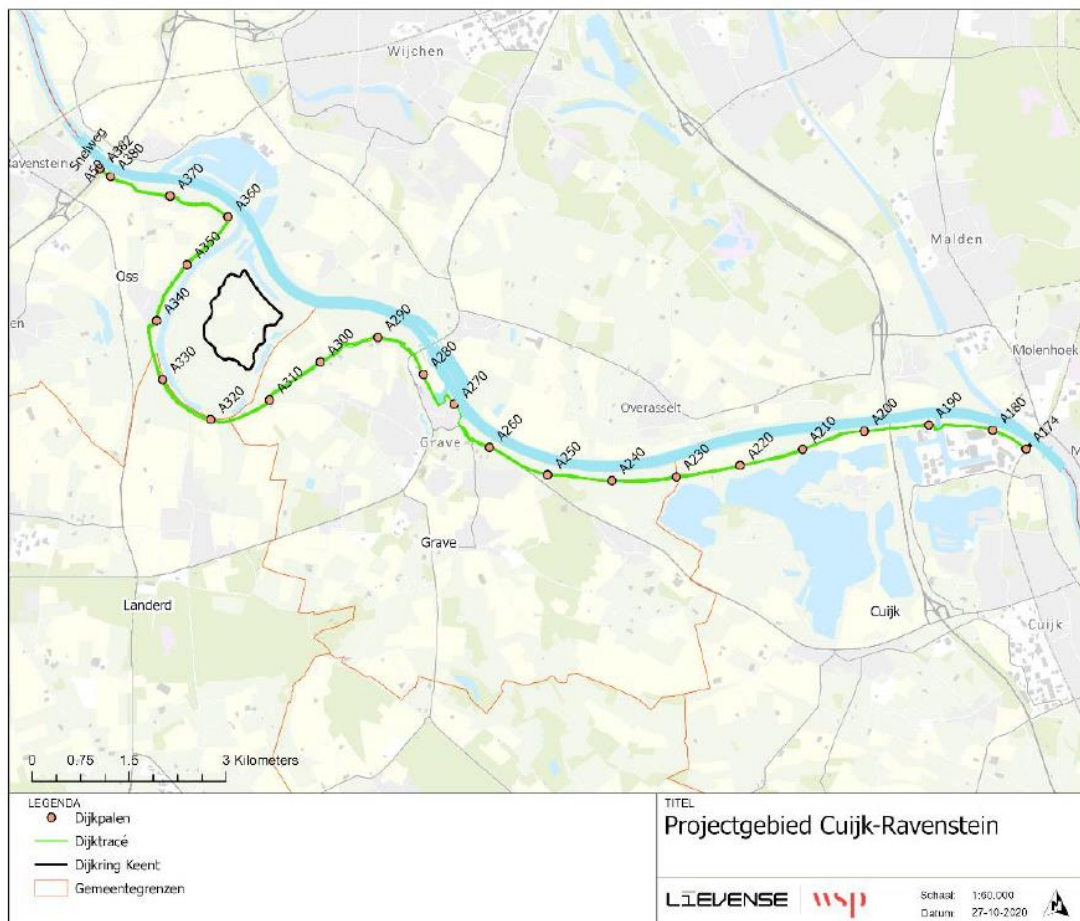 Wijchen
Snelweg
A50
A382
A380
Ravenstein
A370
A360
Malden
A350
Oss
A340
A290
Molenhoek
A300
A280
A330
A310
A270
A320
Overasselt
A200
A190
A180
A174
Grave
A260
A210
A250
A240
A230
A220
Grave
Landerd
Cuijk
Cuijk
0 0.75 1.5 3 Kilometers
LEGENDA
Dijkpalen
Dijktracé
Dijkring Keent
Gemeentegrenzen
TITEL
Projectgebied Cuijk-Ravenstein
LIEVENSE wsp
Schaal: 1:60.000
Datum: 27-10-2020
N